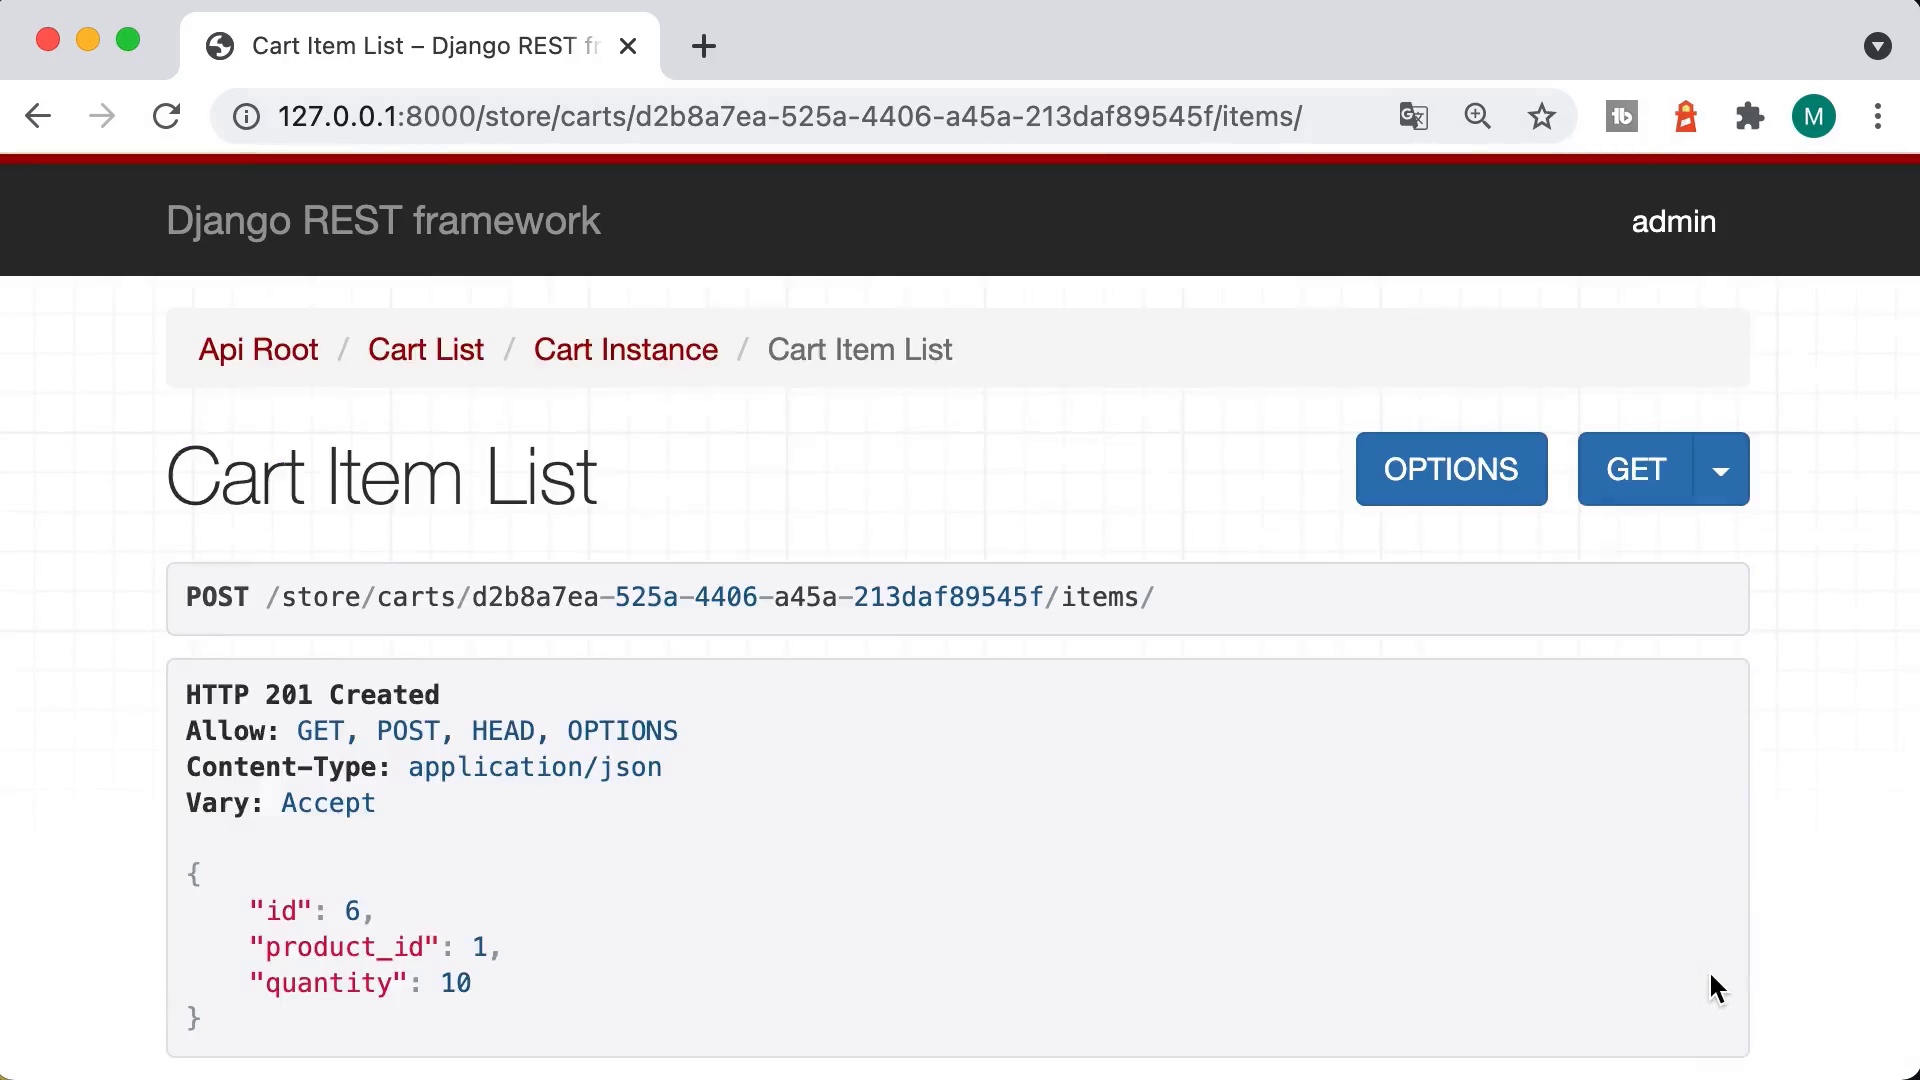 Cart Item List – Django REST fr
127.0.0.1:8000/store/carts/d2b8a7ea-525a-4406-a45a-213daf89545f/items/
M
Django REST framework
admin
Api Root / Cart List / Cart Instance / Cart Item List
Cart Item List
OPTIONS
GET
POST /store/carts/d2b8a7ea-525a-4406-a45a-213daf89545f/items/
HTTP 201 Created
Allow: GET, POST, HEAD, OPTIONS
Content-Type: application/json
Vary: Accept
{
"id": 6,
"product_id": 1,
"quantity": 10
}